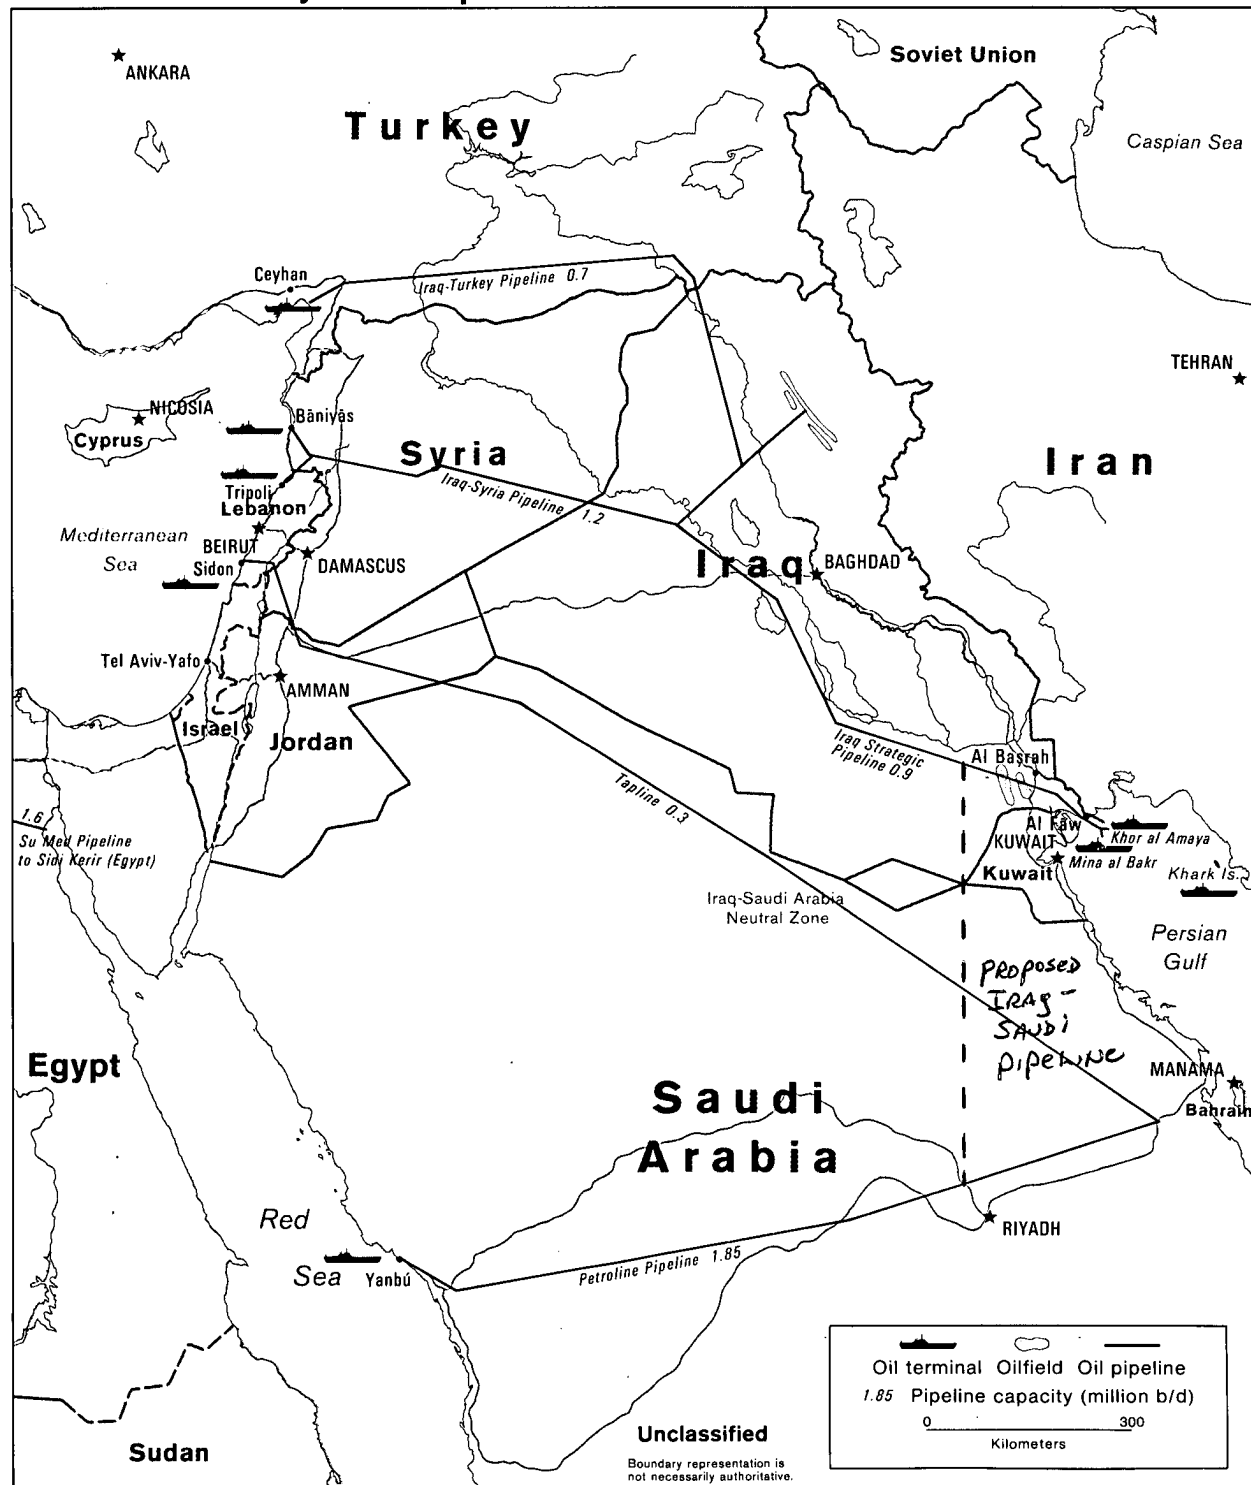 Soviet Union
ANKARA
Turkey
Caspian Sea
Ceyhan
Iraq-Turkey Pipeline 0.7
TEHRAN
NICOSIA
Cyprus
Bāniyās
Syria
Iran
Iraq-Syria Pipeline 1.2
Tripoli
Lebanon
Mediterranean
Sea
BEIRUT
Sidon
DAMASCUS
Iraq
BAGHDAD
Tel Aviv-Yafo
AMMAN
Israel
Jordan
Iraq Strategic
Pipeline 0.9
Al Başrah
Tapline 0.3
1.6
Su Med Pipeline
to Sidi Kerir (Egypt)
Al Faw
KUWAIT
Khor al Amaya
Mina al Bakr
Kuwait
Khark Is.
Iraq-Saudi Arabia
Neutral Zone
Persian
Gulf
PROPOSED
IRAQ-
SAUDI
PIPELINE
Egypt
MANAMA
Bahrain
Saudi
Arabia
Red
Sea
Yanbú
RIYADH
Petroline Pipeline 1.85
Oil terminal Oilfield Oil pipeline
1.85 Pipeline capacity (million b/d)
0 300
Kilometers
Sudan
Unclassified
Boundary representation is
not necessarily authoritative.